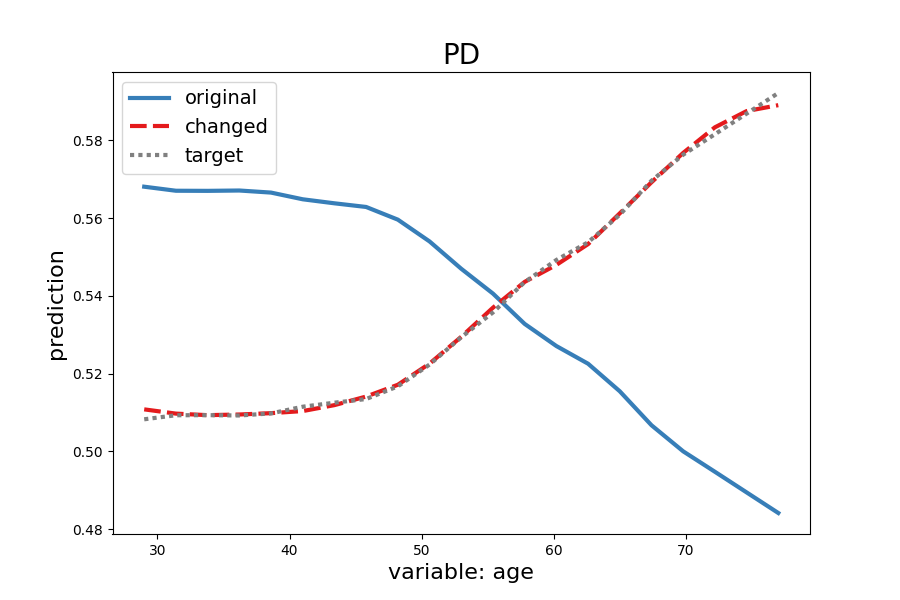 PD
original
changed
target
prediction
0.58
0.56
0.54
0.52
0.50
0.48
30 40 50 60 70
variable: age